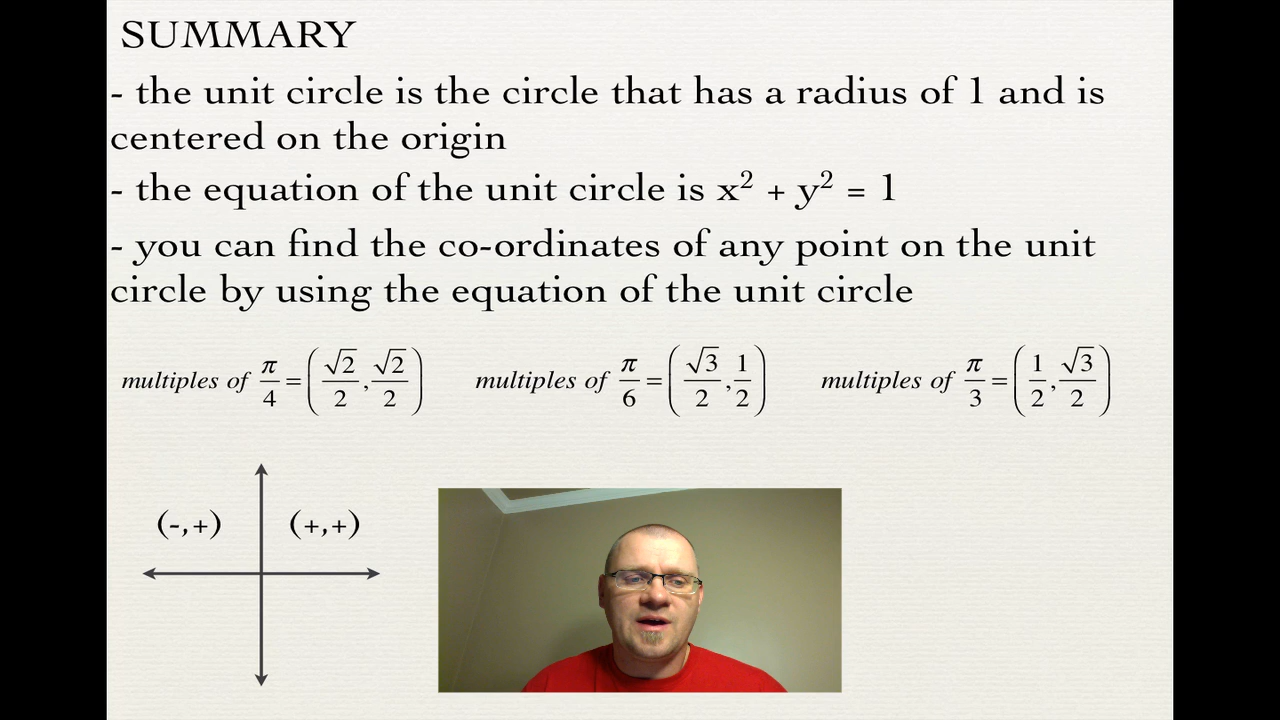 SUMMARY
- the unit circle is the circle that has a radius of 1 and is
centered on the origin
- the equation of the unit circle is x² + y² = 1
- you can find the co-ordinates of any point on the unit
circle by using the equation of the unit circle
multiples of π/4 = (√2/2, √2/2) multiples of π/6 = (√3/2, 1/2) multiples of π/3 = (1/2, √3/2)
(-,+) (+,+)